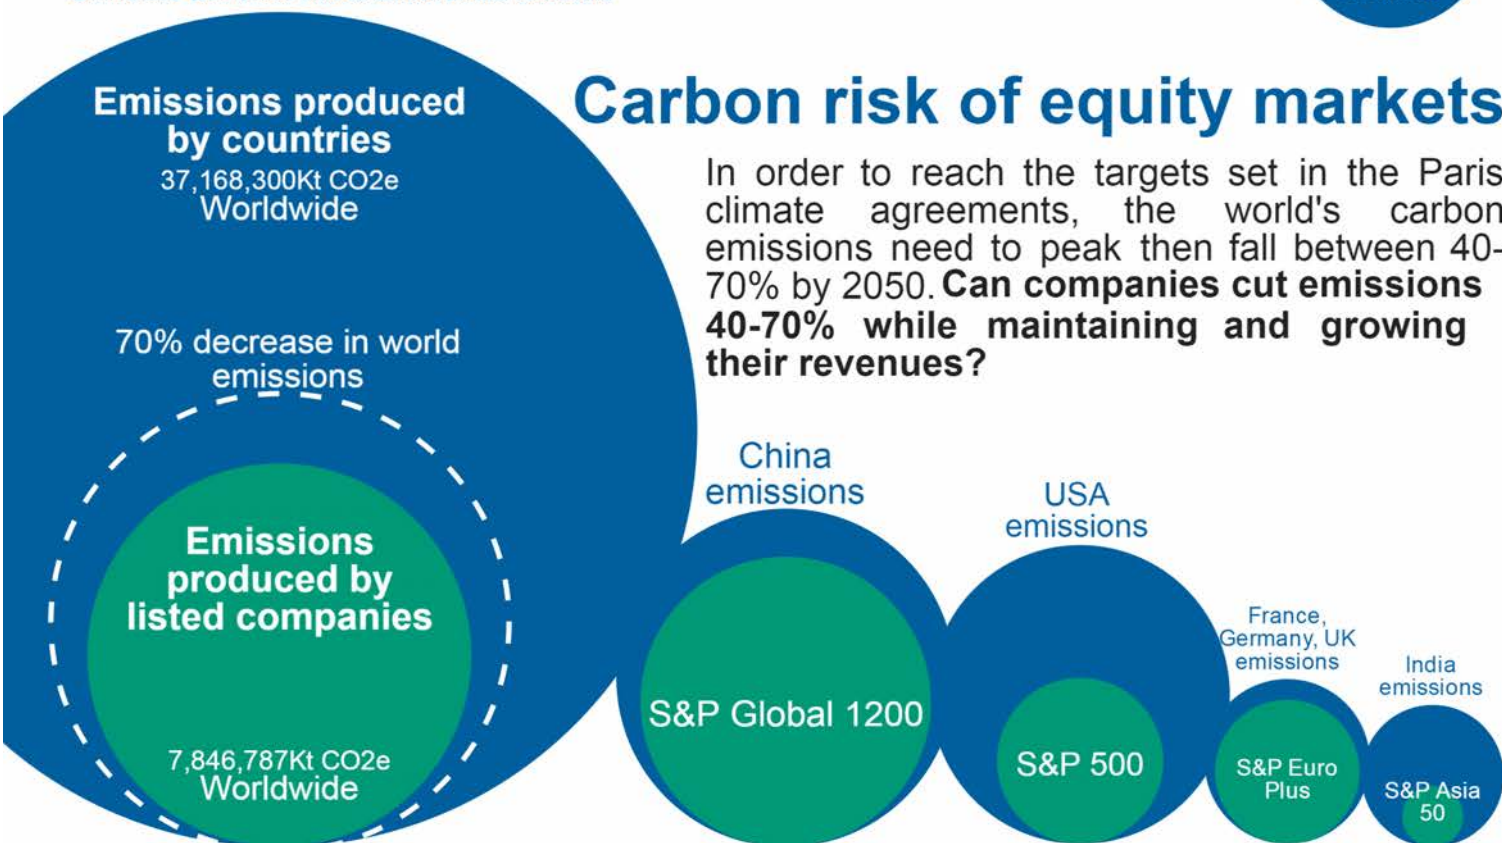 Emissions produced
by countries
37,168,300Kt CO2e
Worldwide
70% decrease in world
emissions
Emissions
produced by
listed companies
7,846,787Kt CO2e
Worldwide
Carbon risk of equity markets
In order to reach the targets set in the Paris
climate agreements, the world's carbon
emissions need to peak then fall between 40-
70% by 2050. Can companies cut emissions
40-70% while maintaining and growing
their revenues?
China
emissions
S&P Global 1200
USA
emissions
S&P 500
France,
Germany, UK
emissions
S&P Euro
Plus
India
emissions
S&P Asia
50